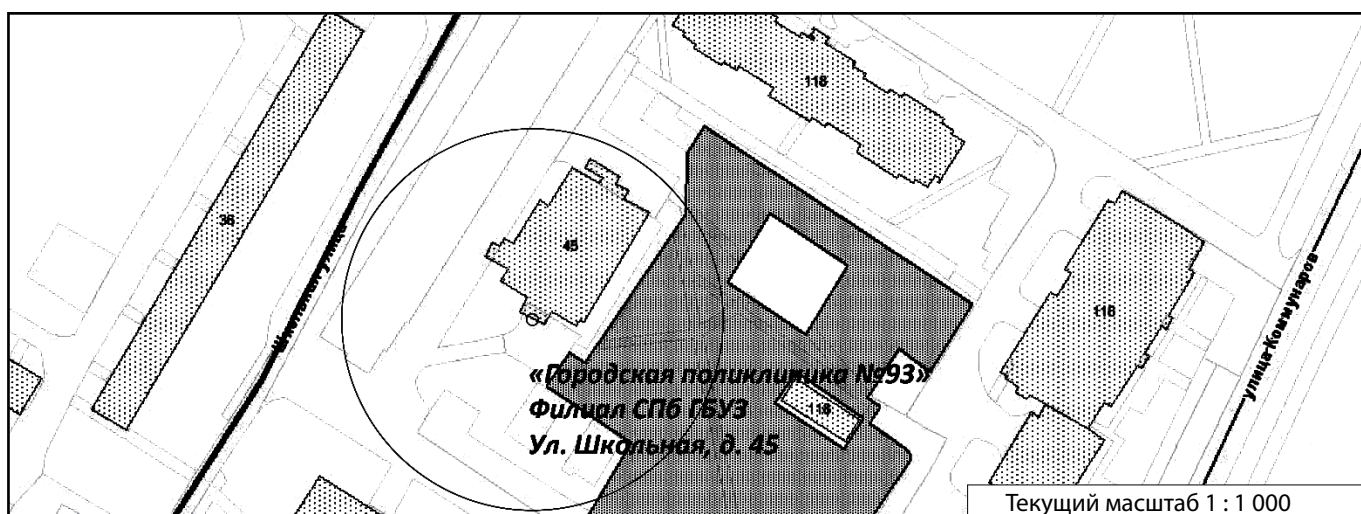 118
36
45
Школьная улица
118
улица Коммунаров
«Городская поликлиника №93»
Филиал СПб ГБУЗ
118
Ул. Школьная, д. 45
Текущий масштаб 1 : 1 000